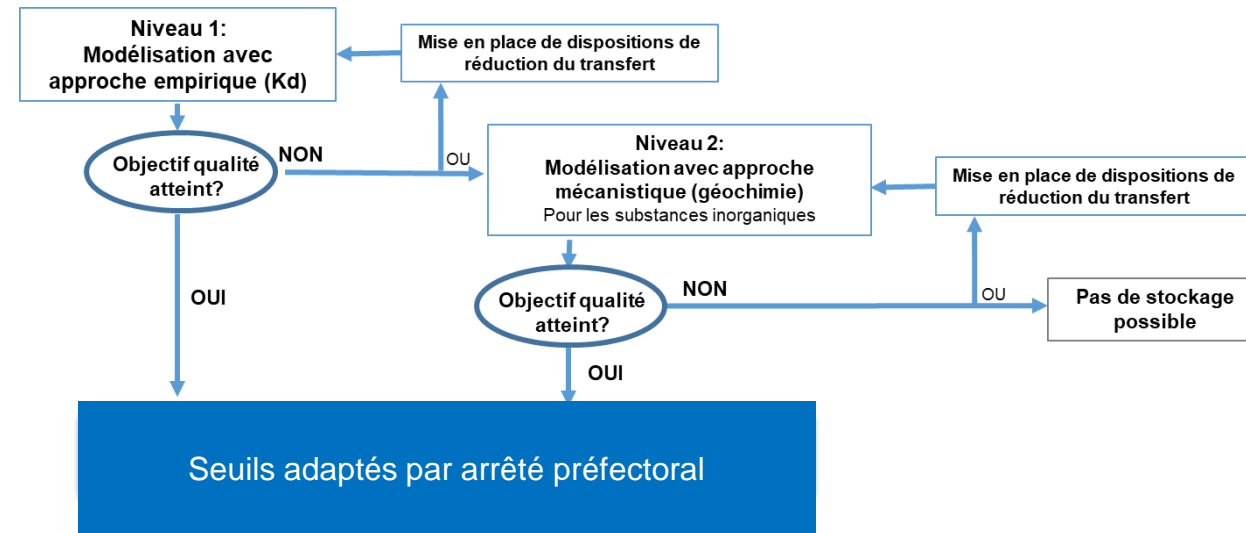 Niveau 1:
Modélisation avec
approche empirique (Kd)
Mise en place de dispositions de
réduction du transfert
Objectif qualité
atteint?
NON
OU
Niveau 2:
Modélisation avec approche
mécanistique (géochimie)
Pour les substances inorganiques
Mise en place de dispositions de
réduction du transfert
OUI
Objectif qualité
atteint?
NON
OU
Pas de stockage
possible
OUI
Seuils adaptés par arrêté préfectoral